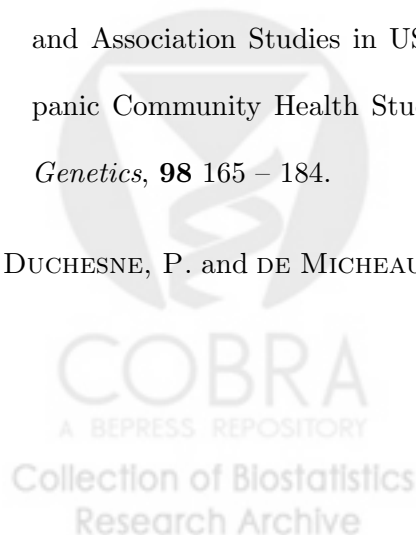 and Association Studies in US
panic Community Health Stu
Genetics, 98 165 – 184.
DUCHESNE, P. and DE MICHEAU
COBRA
A BEPRESS REPOSITORY
Collection of Biostatistics
Research Archive